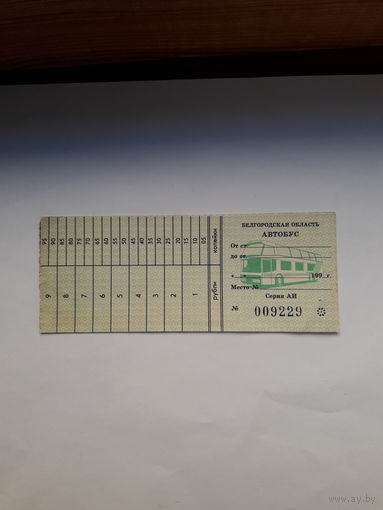 БЕЛГОРОДСКАЯ ОБЛАСТЬ
АВТОБУС
От ст.
до ст.
« » 199 г.
Место №
Серия АИ
№ 009229
копейки 05 10 15 20 25 30 35 40 45 50 55 60 65 70 75 80 85 90 95
рубли 1 2 3 4 5 6 7 8 9
www.ay.by